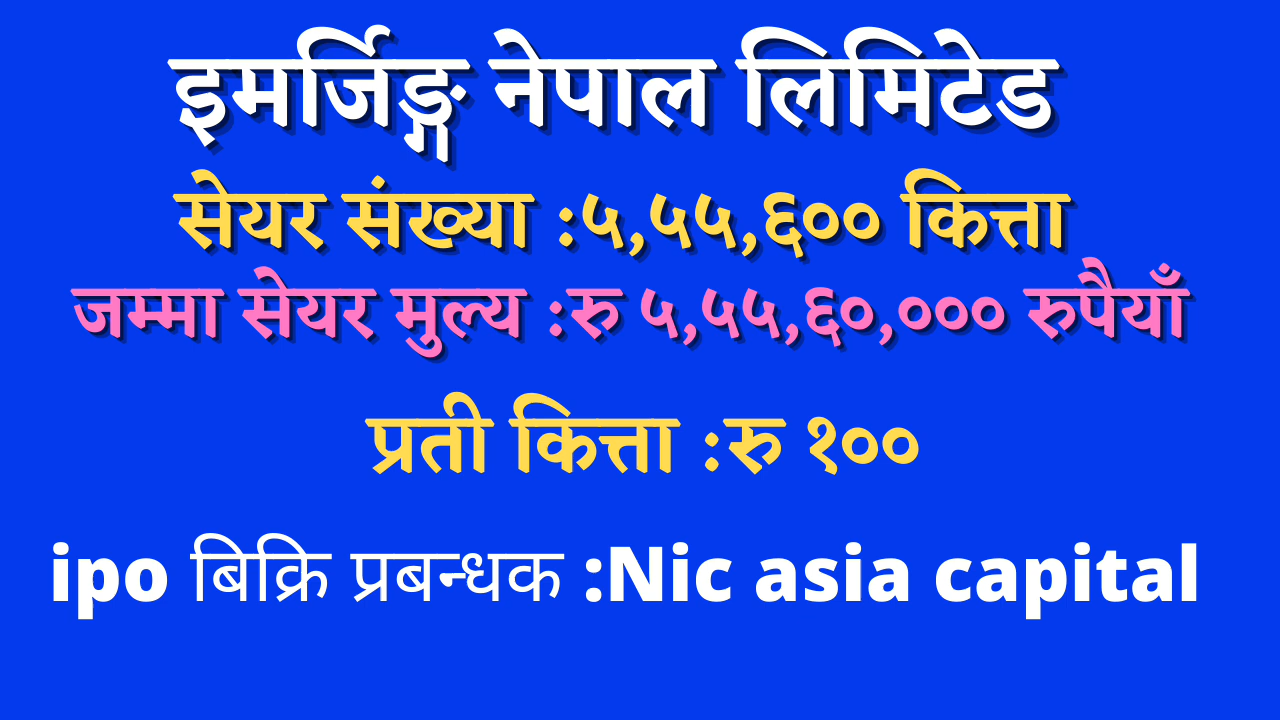 इमर्जिङ्ग नेपाल लिमिटेड
सेयर संख्या :५,५५,६०० कित्ता
जम्मा सेयर मुल्य :रु ५,५५,६०,००० रुपैयाँ
प्रती कित्ता :रु १००
ipo बिक्रि प्रबन्धक :Nic asia capital